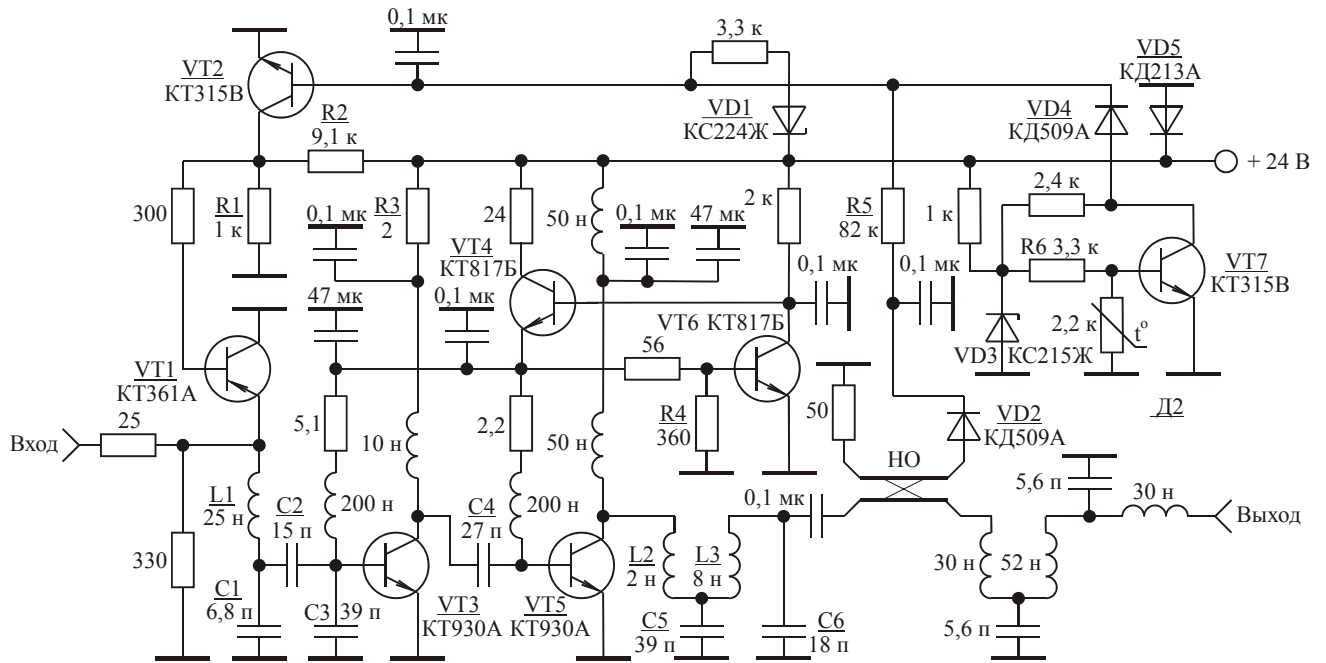 0,1 мк
3,3 к
VD5
КД213А
VT2
КТ315В
VD1
КС224Ж
VD4
КД509А
R2
9,1 к
+ 24 В
300
R1
1 к
0,1 мк
R3
2
24
50 н
0,1 мк
47 мк
2 к
R5
82 к
1 к
2,4 к
R6 3,3 к
VT7
КТ315В
VT4
КТ817Б
0,1 мк
0,1 мк
47 мк
0,1 мк
VT6 КТ817Б
VD3
КС215Ж
2,2 к
t°
VT1
КТ361А
56
25
Вход
5,1
10 н
2,2
50 н
R4
360
50
VD2
КД509А
Д2
НО
L1
25 н
C2
15 п
200 н
C4
27 п
200 н
0,1 мк
5,6 п
30 н
Выход
330
C1
6,8 п
C3
39 п
VT3
КТ930А
VT5
КТ930А
L2
2 н
L3
8 н
C5
39 п
C6
18 п
30 н
52 н
5,6 п